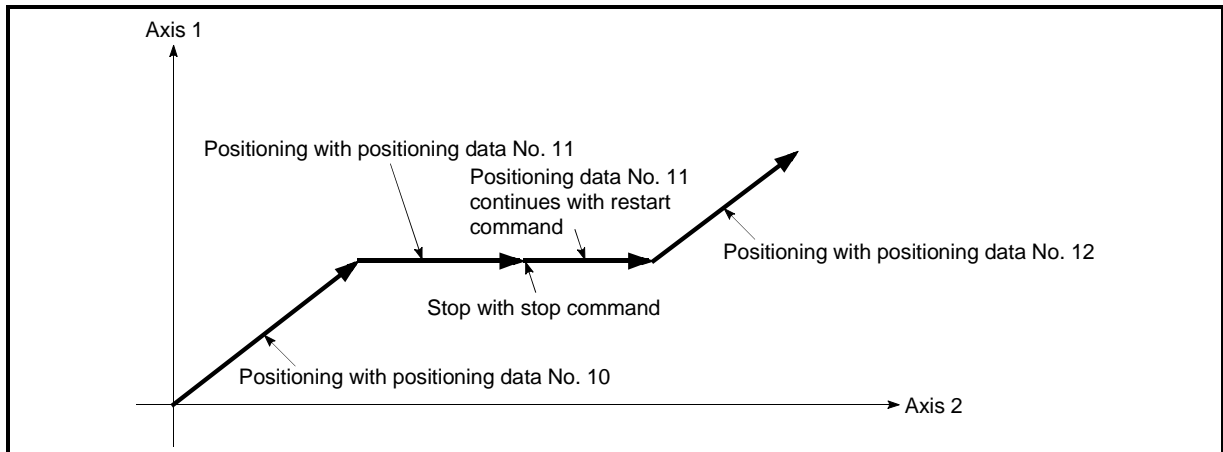 Axis 1
Positioning with positioning data No. 11
Positioning data No. 11
continues with restart
command
Positioning with positioning data No. 12
Stop with stop command
Positioning with positioning data No. 10
Axis 2